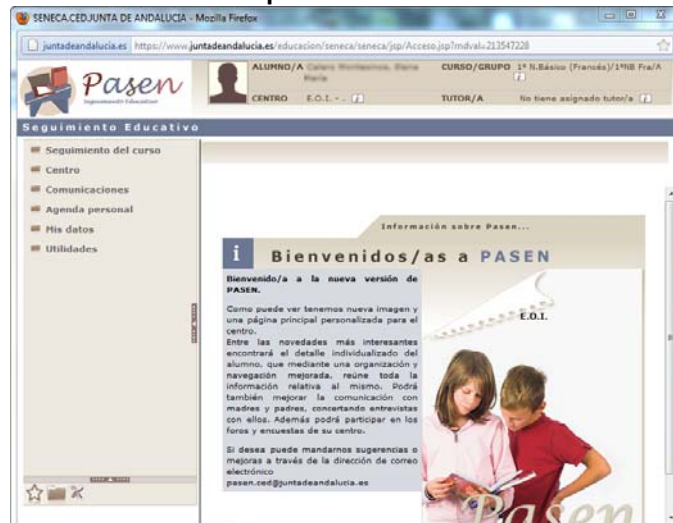 SENECA.CED.JUNTA DE ANDALUCIA - Mozilla Firefox
juntadeandalucia.es https://www.juntadeandalucia.es/educacion/seneca/seneca/jsp/Acceso.jsp?mdval=213547228
Pasen
Seguimiento Educativo
ALUMNO/A
CURSO/GRUPO 1º N.Básico (Francés)/1ºNB Fra/A
CENTRO E.O.I. - .
TUTOR/A No tiene asignado tutor/a
Seguimiento Educativo
Seguimiento del curso
Centro
Comunicaciones
Agenda personal
Mis datos
Utilidades
Información sobre Pasen...
i Bienvenidos/as a PASEN
Bienvenido/a a la nueva versión de
PASEN.
Como puede ver tenemos nueva imagen y
una página principal personalizada para el
centro.
Entre las novedades más interesantes
encontrará el detalle individualizado del
alumno, que mediante una organización y
navegación mejorada, reúne toda la
información relativa al mismo. Podrá
también mejorar la comunicación con
madres y padres, concertando entrevistas
con ellos. Además podrá participar en los
foros y encuestas de su centro.
Si desea puede mandarnos sugerencias o
mejoras a través de la dirección de correo
electrónico
pasen.ced@juntadeandalucia.es
E.O.I.
Pasen